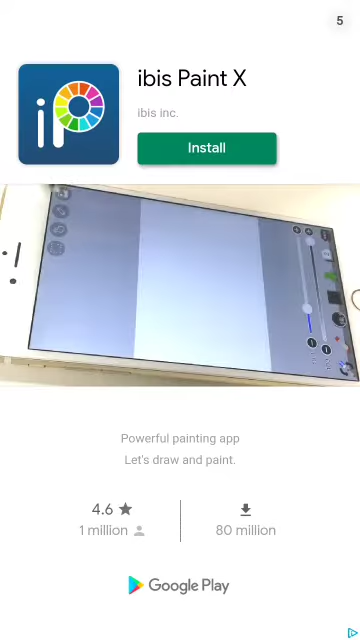 5
ibis Paint X
ibis inc.
iP
Install
Powerful painting app
Let's draw and paint.
4.6
1 million
80 million
Google Play